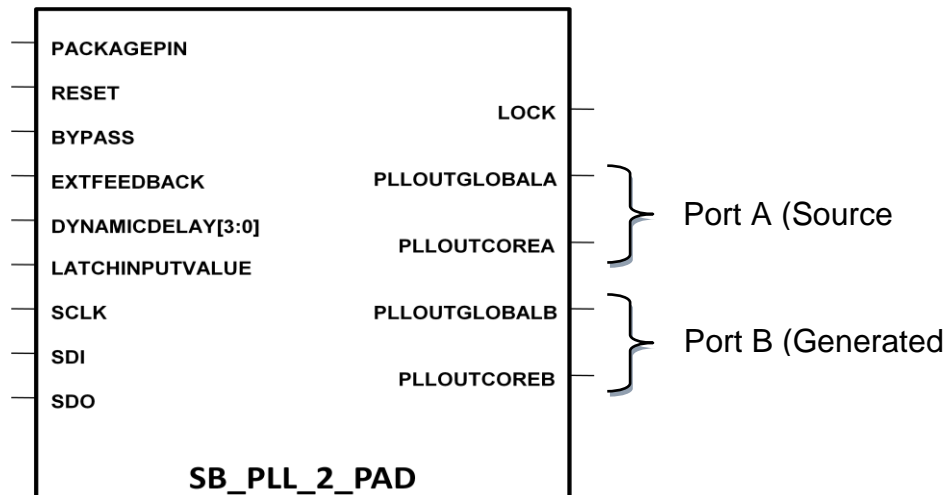 PACKAGEPIN
RESET
BYPASS
EXTFEEDBACK
DYNAMICDELAY[3:0]
LATCHINPUTVALUE
SCLK
SDI
SDO
LOCK
PLLOUTGLOBALA
PLLOUTCOREA
PLLOUTGLOBALB
PLLOUTCOREB
Port A (Source
Port B (Generated
SB_PLL_2_PAD